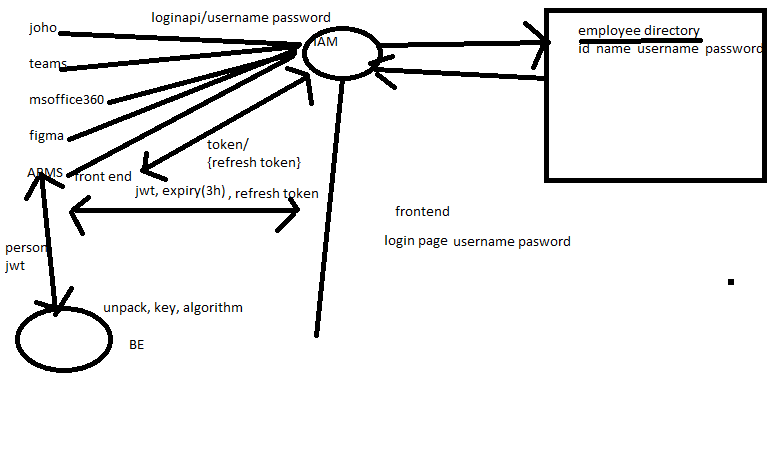 loginapi/username password
joho
IAM
employee directory
id name username password
teams
msoffice360
figma
token/
{refresh token}
ARMS
front end
jwt, expiry(3h) , refresh token
frontend
login page username pasword
person
jwt
unpack, key, algorithm
BE